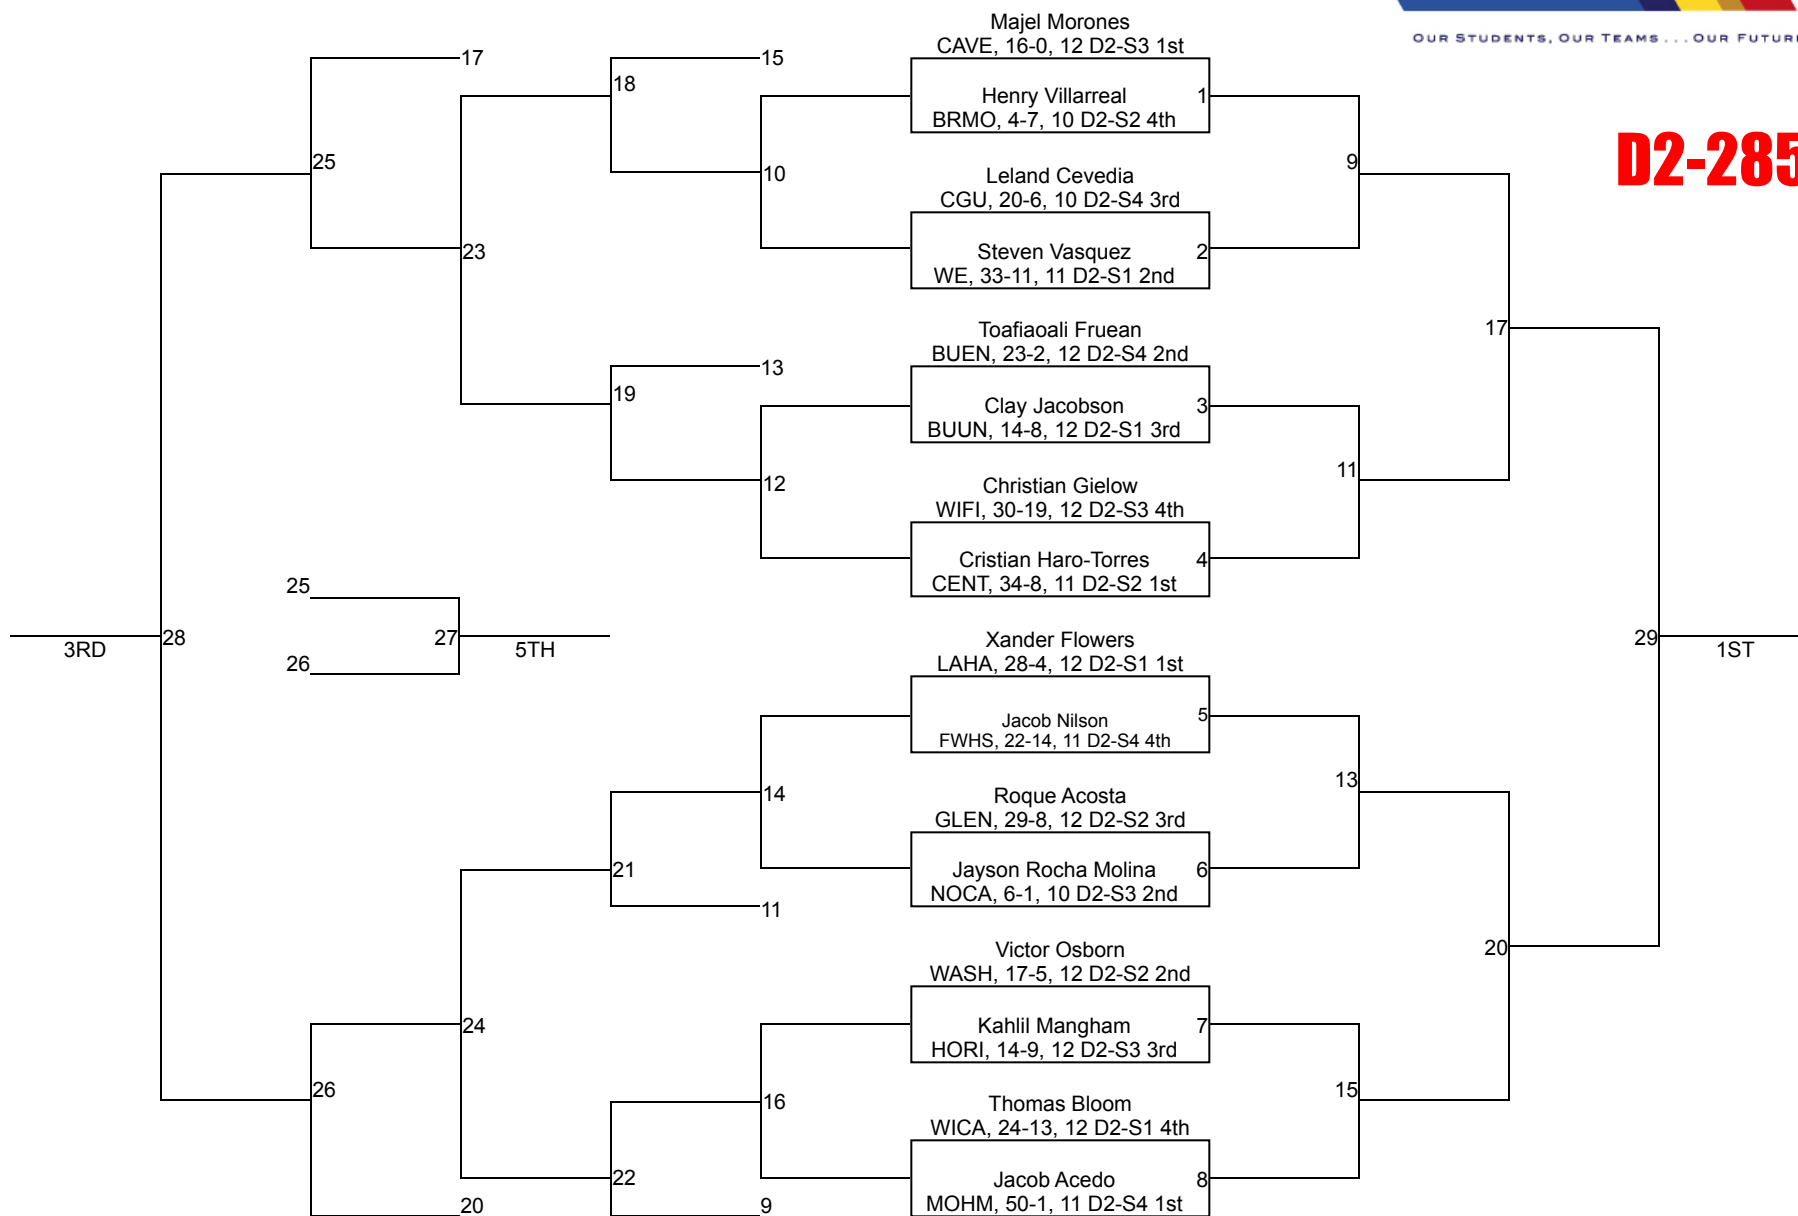 OUR STUDENTS, OUR TEAMS . . . OUR FUTURE
D2-285
Majel Morones
CAVE, 16-0, 12 D2-S3 1st
Henry Villarreal
BRMO, 4-7, 10 D2-S2 4th
1
Leland Cevedia
CGU, 20-6, 10 D2-S4 3rd
Steven Vasquez
WE, 33-11, 11 D2-S1 2nd
2
Toafiaoali Fruean
BUEN, 23-2, 12 D2-S4 2nd
Clay Jacobson
BUUN, 14-8, 12 D2-S1 3rd
3
Christian Gielow
WIFI, 30-19, 12 D2-S3 4th
Cristian Haro-Torres
CENT, 34-8, 11 D2-S2 1st
4
Xander Flowers
LAHA, 28-4, 12 D2-S1 1st
Jacob Nilson
FWHS, 22-14, 11 D2-S4 4th
5
Roque Acosta
GLEN, 29-8, 12 D2-S2 3rd
Jayson Rocha Molina
NOCA, 6-1, 10 D2-S3 2nd
6
Victor Osborn
WASH, 17-5, 12 D2-S2 2nd
Kahlil Mangham
HORI, 14-9, 12 D2-S3 3rd
7
Thomas Bloom
WICA, 24-13, 12 D2-S1 4th
Jacob Acedo
MOHM, 50-1, 11 D2-S4 1st
8
9
11
13
15
17
20
29
1ST
15
10
13
12
14
11
16
9
18
19
21
22
17
23
24
20
25
26
25
26
27
5TH
28
3RD